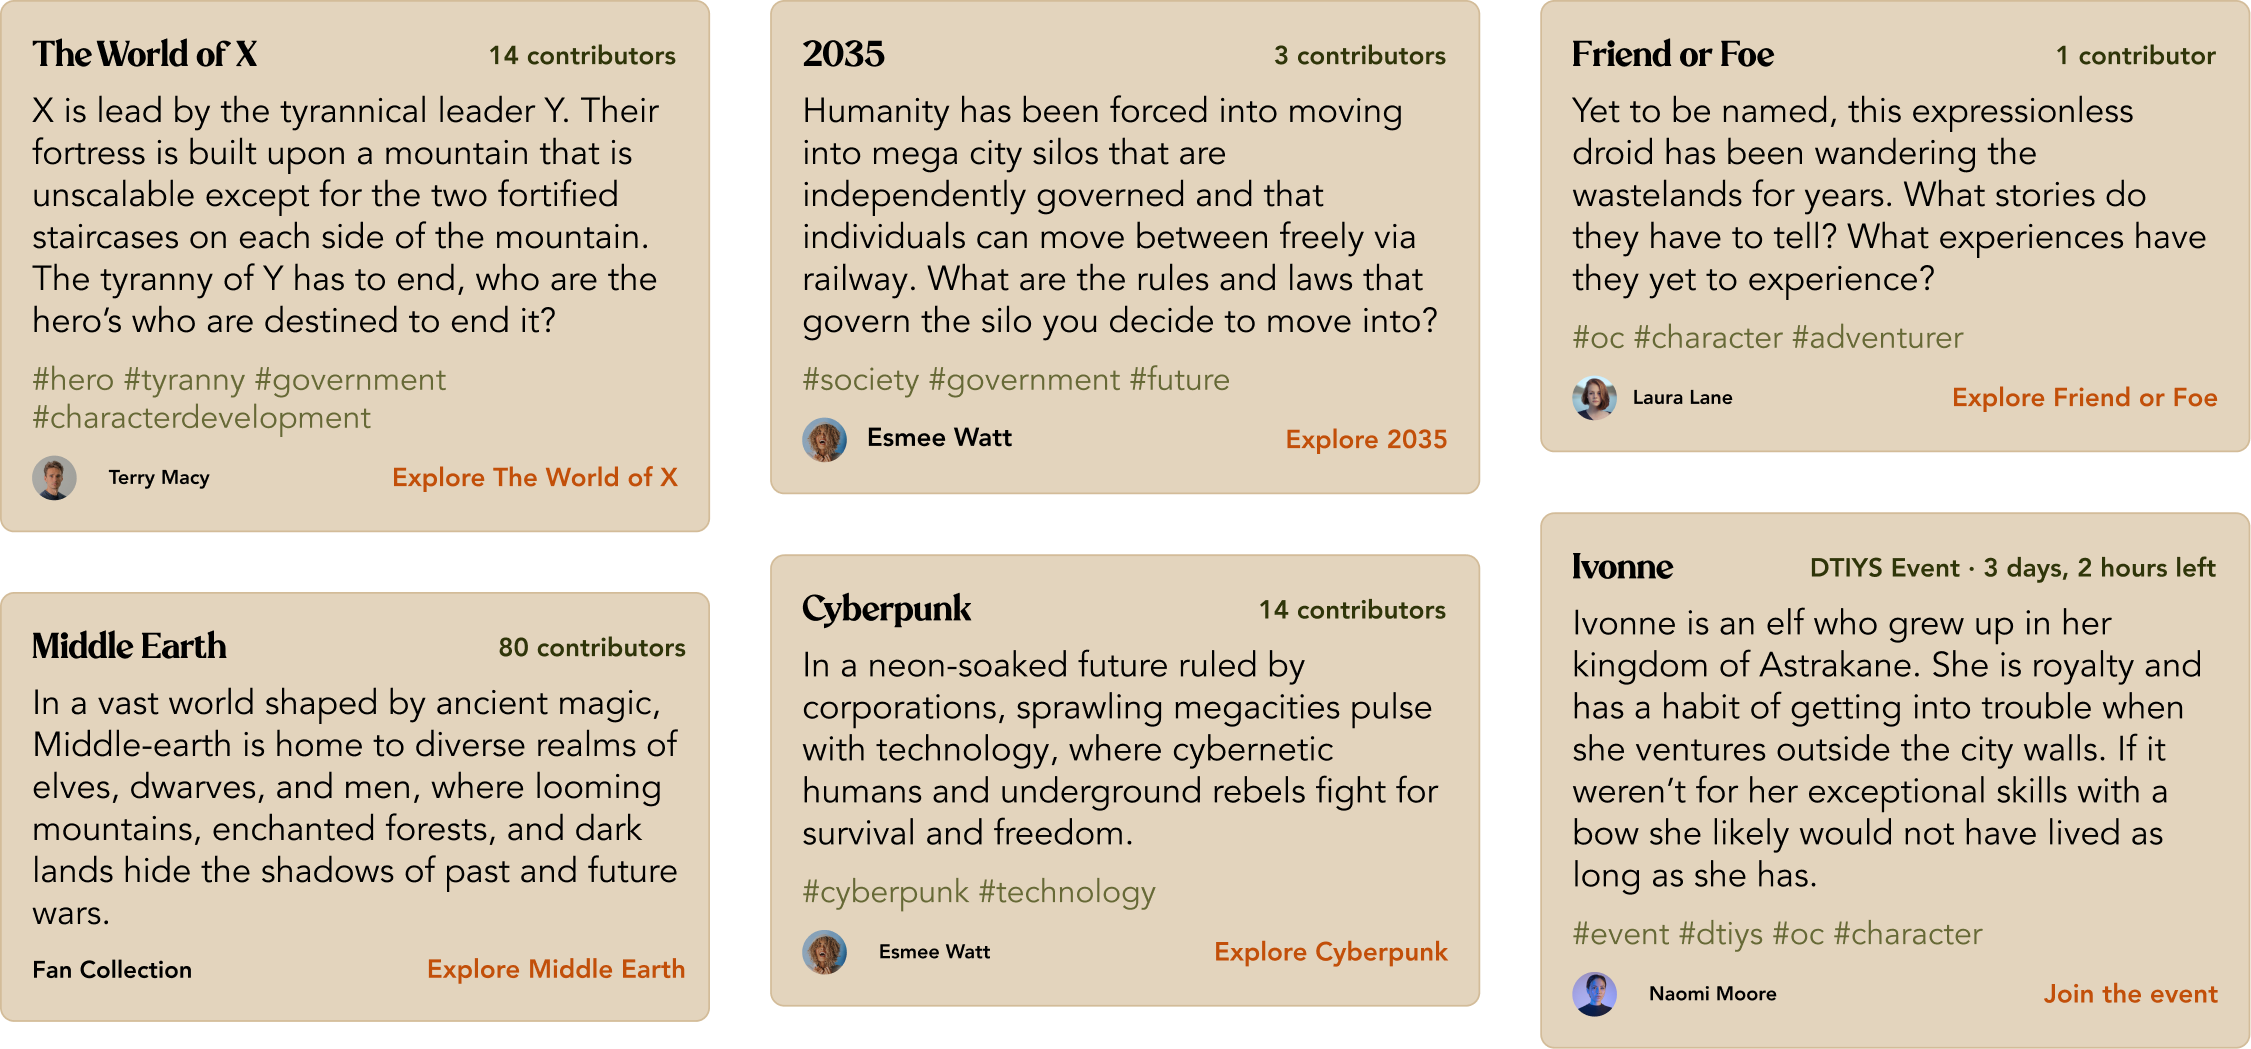 The World of X
14 contributors
X is lead by the tyrannical leader Y. Their
fortress is built upon a mountain that is
unscalable except for the two fortified
staircases on each side of the mountain.
The tyranny of Y has to end, who are the
hero’s who are destined to end it?
#hero #tyranny #government
#characterdevelopment
Terry Macy
Explore The World of X
Middle Earth
80 contributors
In a vast world shaped by ancient magic,
Middle-earth is home to diverse realms of
elves, dwarves, and men, where looming
mountains, enchanted forests, and dark
lands hide the shadows of past and future
wars.
Fan Collection
Explore Middle Earth
2035
3 contributors
Humanity has been forced into moving
into mega city silos that are
independently governed and that
individuals can move between freely via
railway. What are the rules and laws that
govern the silo you decide to move into?
#society #government #future
Esmee Watt
Explore 2035
Cyberpunk
14 contributors
In a neon-soaked future ruled by
corporations, sprawling megacities pulse
with technology, where cybernetic
humans and underground rebels fight for
survival and freedom.
#cyberpunk #technology
Esmee Watt
Explore Cyberpunk
Friend or Foe
1 contributor
Yet to be named, this expressionless
droid has been wandering the
wastelands for years. What stories do
they have to tell? What experiences have
they yet to experience?
#oc #character #adventurer
Laura Lane
Explore Friend or Foe
Ivonne
DTIYS Event · 3 days, 2 hours left
Ivonne is an elf who grew up in her
kingdom of Astrakane. She is royalty and
has a habit of getting into trouble when
she ventures outside the city walls. If it
weren’t for her exceptional skills with a
bow she likely would not have lived as
long as she has.
#event #dtiys #oc #character
Naomi Moore
Join the event